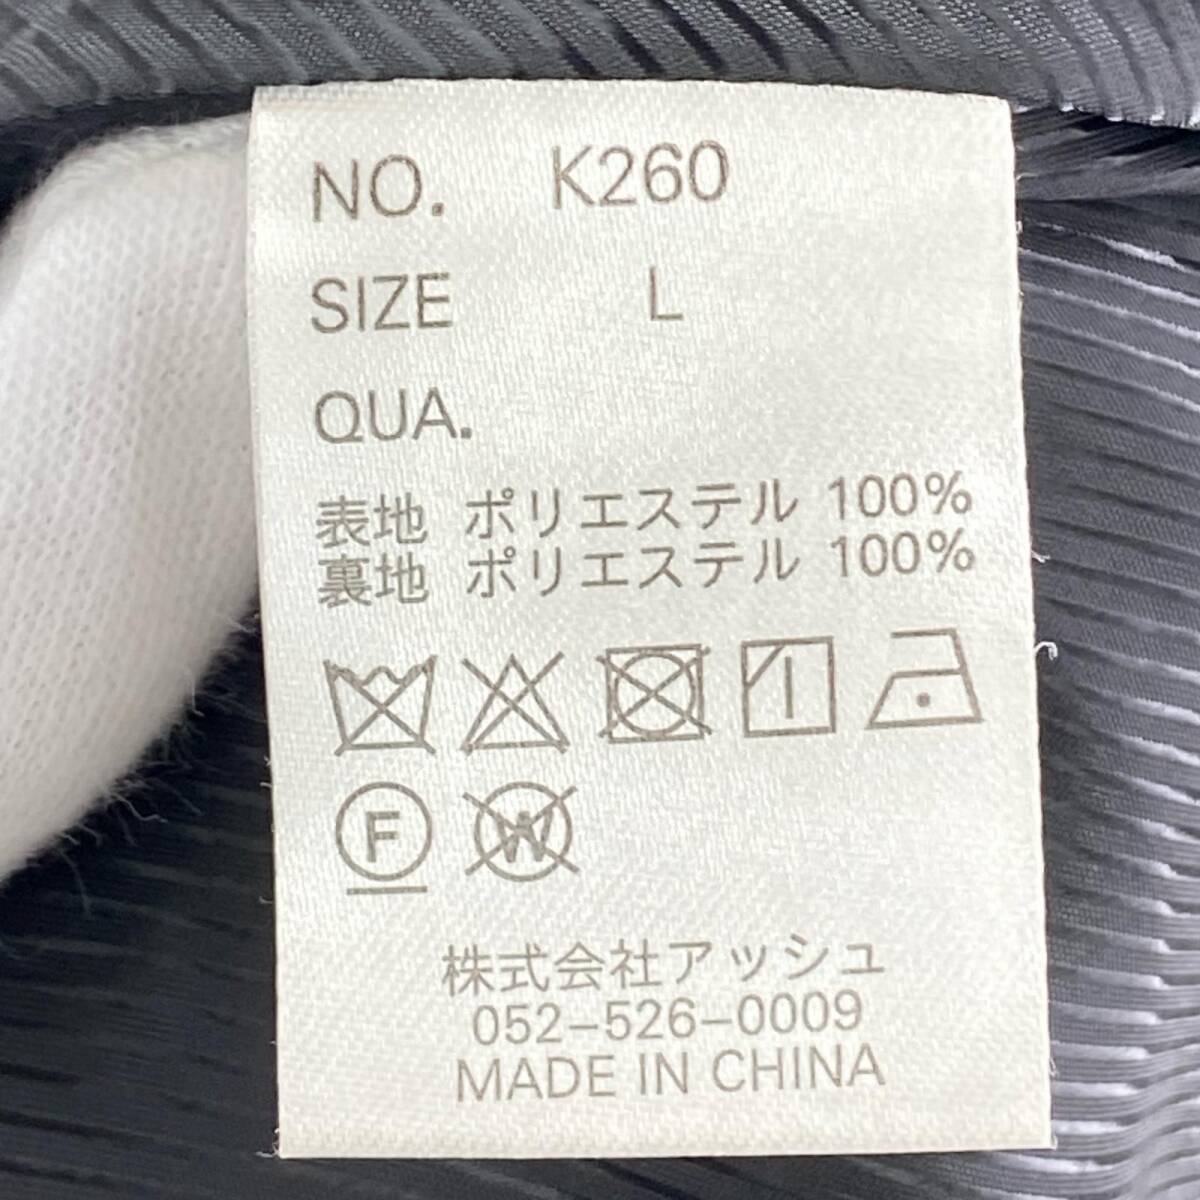 NO. K260
SIZE L
QUA.
表地 ポリエステル 100%
裏地 ポリエステル 100%
F W
株式会社アッシュ
052-526-0009
MADE IN CHINA